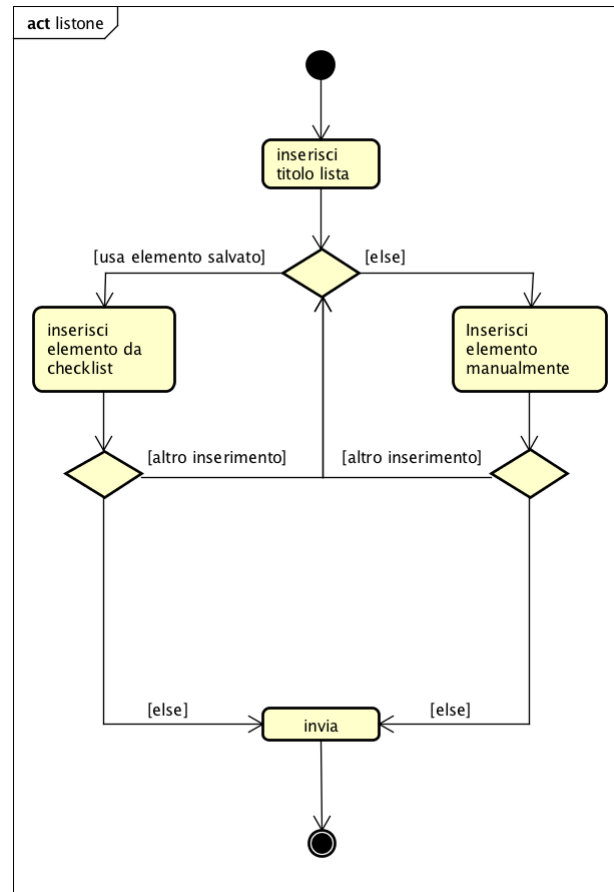 act listone
inserisci
titolo lista
[usa elemento salvato]
[else]
inserisci
elemento da
checklist
Inserisci
elemento
manualmente
[altro inserimento]
[altro inserimento]
[else]
[else]
invia